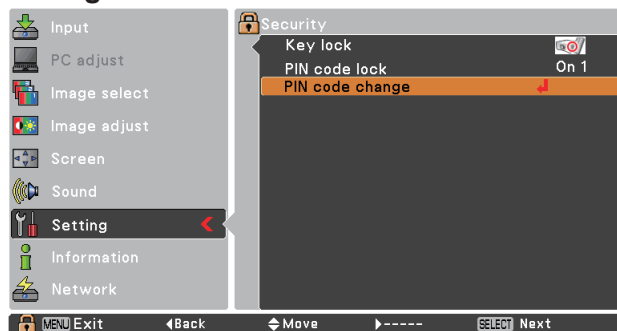 Input
PC adjust
Image select
Image adjust
Screen
Sound
Setting
Information
Network
Security
Key lock
PIN code lock On 1
PIN code change
MENU Exit Back Move ----- SELECT Next